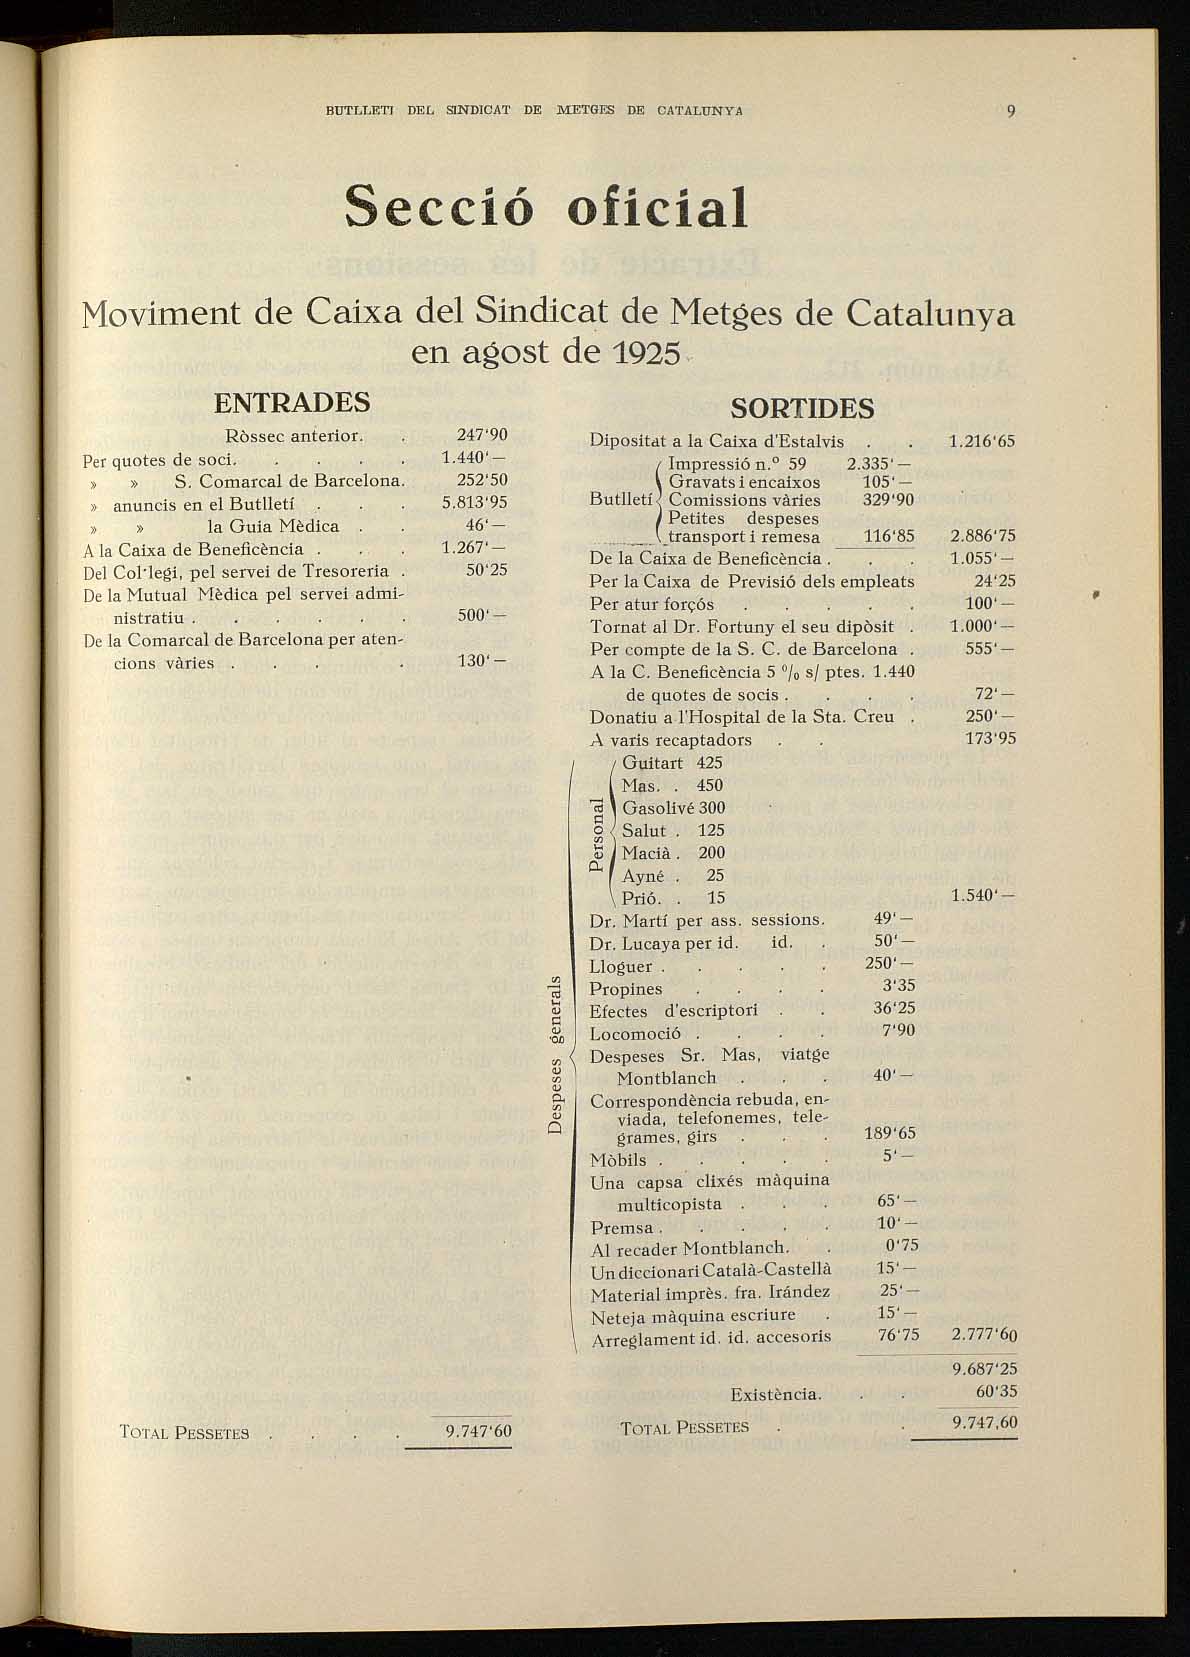 BUTLLETI DEL SINDICAT DE METGES DE CATALUNYA 9
Secció oficial
Moviment de Caixa del Sindicat de Metges de Catalunya
en agost de 1925
ENTRADES
Ròssec anterior. . 247'90
Per quotes de soci. . . . . 1.440'—
» » S. Comarcal de Barcelona. 252'50
» anuncis en el Butlletí . . . 5.813'95
» » la Guia Mèdica . . 46'—
A la Caixa de Beneficència . . . 1.267'—
Del Col·legi, pel servei de Tresoreria . 50'25
De la Mutual Mèdica pel servei admi-
nistratiu . . . . . . 500'—
De la Comarcal de Barcelona per aten-
cions vàries . . . . . 130'—
TOTAL PESSETES . . . . 9.747'60
SORTIDES
Dipositat a la Caixa d'Estalvis . . 1.216'65
Impressió n.º 59 2.335'—
Gravats i encaixos 105'—
Butlletí Comissions vàries 329'90
Petites despeses
transport i remesa 116'85 2.886'75
De la Caixa de Beneficència . . . 1.055'—
Per la Caixa de Previsió dels empleats 24'25
Per atur forçós . . . . . 100'—
Tornat al Dr. Fortuny el seu dipòsit . 1.000'—
Per compte de la S. C. de Barcelona . 555'—
A la C. Beneficència 5 % s/ ptes. 1.440
de quotes de socis . . . . 72'—
Donatiu a l'Hospital de la Sta. Creu . 250'—
A varis recaptadors . . 173'95
Despeses generals
Personal
Guitart 425
Mas. . 450
Gasolivé 300
Salut . 125
Macià . 200
Ayné . 25
Prió. . 15 1.540'—
Dr. Martí per ass. sessions. 49'—
Dr. Lucaya per id. id. . 50'—
Lloguer . . . . . 250'—
Propines . . . . 3'35
Efectes d'escriptori . . 36'25
Locomoció . . . . 7'90
Despeses Sr. Mas, viatge
Montblanch . . . 40'—
Correspondència rebuda, en-
viada, telefonemes, tele-
grames, girs . . . 189'65
Mòbils . . . . . 5'—
Una capsa clixés màquina
multicopista . . . 65'—
Premsa . . . . . 10'—
Al recader Montblanch. . 0'75
Un diccionari Català-Castellà 15'—
Material imprès. fra. Irández 25'—
Neteja màquina escriure . 15'—
Arreglament id. id. accesoris 76'75 2.777'60
9.687'25
Existència. . . 60'35
TOTAL PESSETES . . 9.747,60